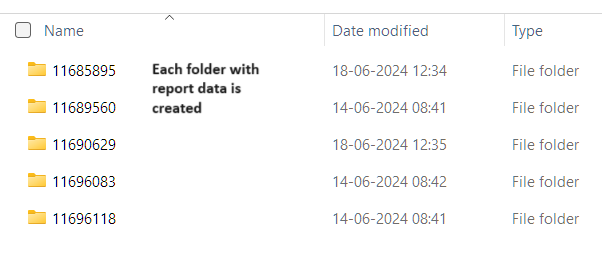 Name Date modified Type
11685895 18-06-2024 12:34 File folder
Each folder with
report data is
created
11689560 14-06-2024 08:41 File folder
11690629 18-06-2024 12:35 File folder
11696083 14-06-2024 08:42 File folder
11696118 14-06-2024 08:41 File folder